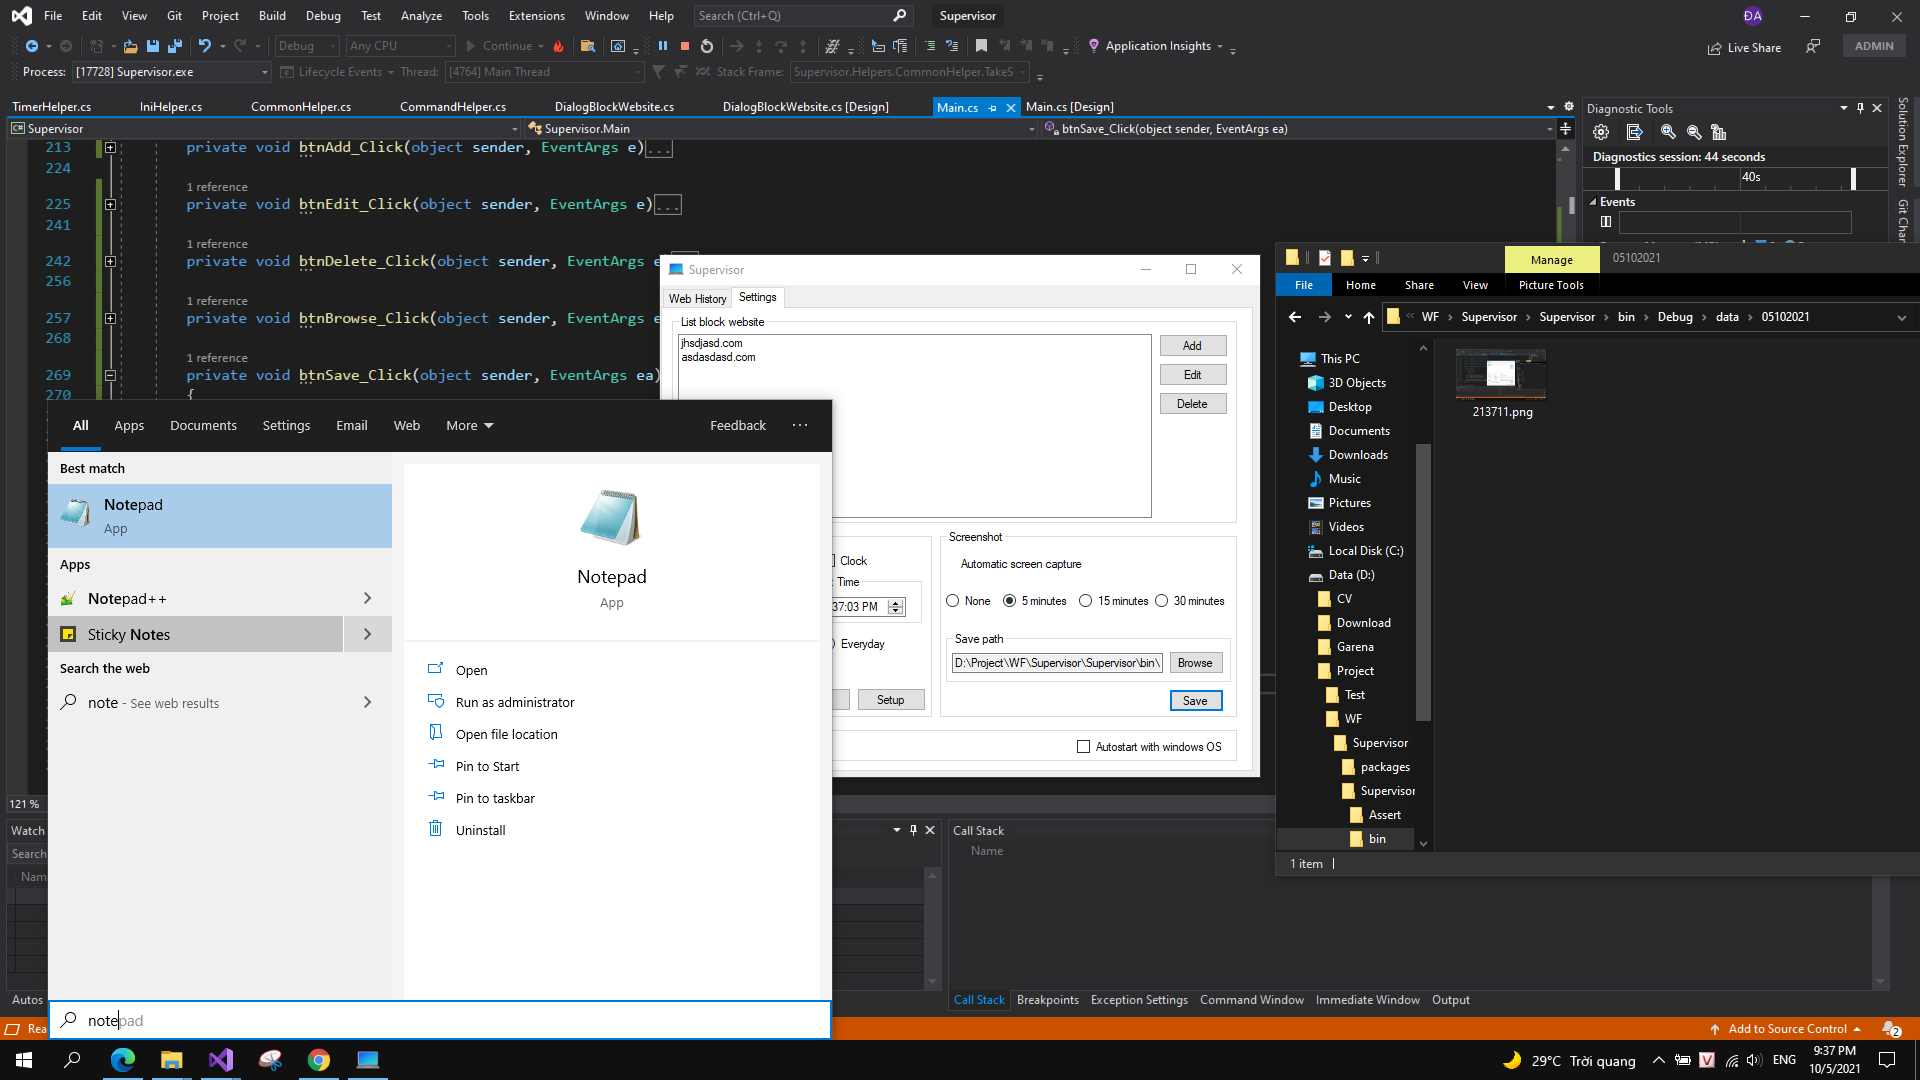 File Edit View Git Project Build Debug Test Analyze Tools Extensions Window Help Search (Ctrl+Q) Supervisor ĐA
Debug Any CPU Continue Application Insights Live Share ADMIN
Process: [17728] Supervisor.exe Lifecycle Events Thread: [4764] Main Thread Stack Frame: Supervisor.Helpers.CommonHelper.TakeS
TimerHelper.cs IniHelper.cs CommonHelper.cs CommandHelper.cs DialogBlockWebsite.cs DialogBlockWebsite.cs [Design] Main.cs Main.cs [Design]
Supervisor Supervisor.Main btnSave_Click(object sender, EventArgs ea)
213 private void btnAdd_Click(object sender, EventArgs e)...
224
1 reference
225 private void btnEdit_Click(object sender, EventArgs e)...
241
1 reference
242 private void btnDelete_Click(object sender, EventArgs e
256
1 reference
257 private void btnBrowse_Click(object sender, EventArgs e
268
1 reference
269 private void btnSave_Click(object sender, EventArgs ea)
270 {
121 %
Watch
Search
Nam
Autos
Rea
Diagnostic Tools
Diagnostics session: 44 seconds
40s
Events
Solution Explorer
Git Chan
Supervisor
Web History Settings
List block website
jhsdjasd.com
asdasdasd.com
Add
Edit
Delete
Clock
Time
37:03 PM
Everyday
Setup
Screenshot
Automatic screen capture
None 5 minutes 15 minutes 30 minutes
Save path
D:\Project\WF\Supervisor\Supervisor\bin\ Browse
Save
Autostart with windows OS
Manage 05102021
File Home Share View Picture Tools
WF Supervisor Supervisor bin Debug data 05102021
This PC
3D Objects
Desktop
Documents
Downloads
Music
Pictures
Videos
Local Disk (C:)
Data (D:)
CV
Download
Garena
Project
Test
WF
Supervisor
packages
Supervisor
Assert
bin
213711.png
1 item
All Apps Documents Settings Email Web More Feedback ...
Best match
Notepad
App
Apps
Notepad++
Sticky Notes
Search the web
note - See web results
Notepad
App
Open
Run as administrator
Open file location
Pin to Start
Pin to taskbar
Uninstall
notepad
Call Stack
Name
Call Stack Breakpoints Exception Settings Command Window Immediate Window Output
Add to Source Control 2
29°C Trời quang V ENG 9:37 PM
10/5/2021